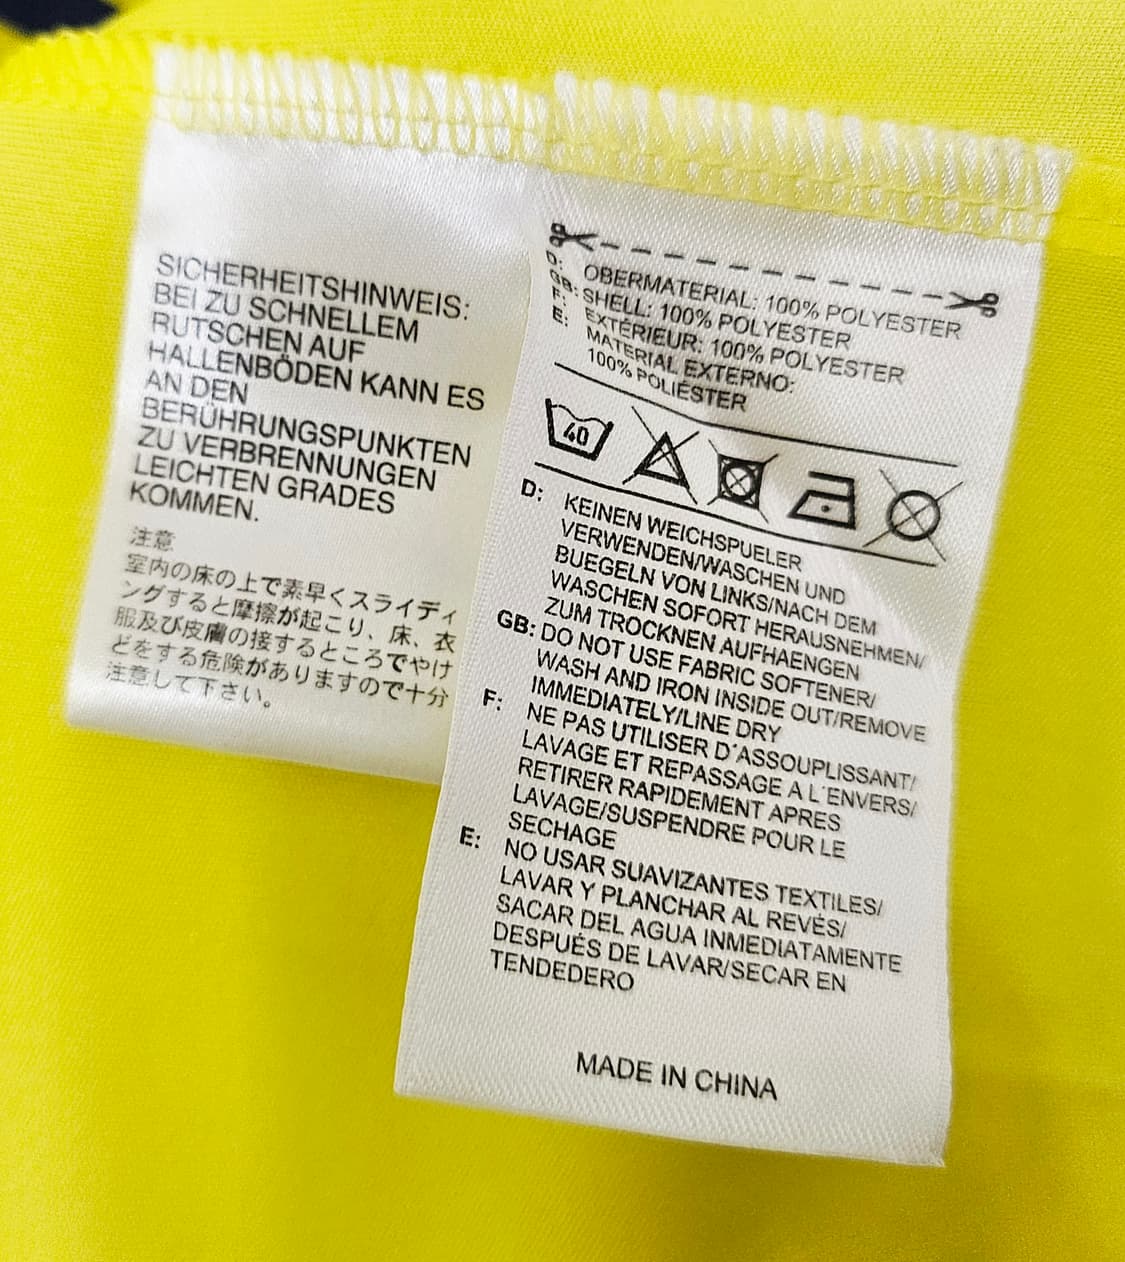 SICHERHEITSHINWEIS:
BEI ZU SCHNELLEM
RUTSCHEN AUF
HALLENBÖDEN KANN ES
AN DEN
BERÜHRUNGSPUNKTEN
ZU VERBRENNUNGEN
LEICHTEN GRADES
KOMMEN.
注意
室内の床の上で素早くスライディ
ングすると摩擦が起こり、床、衣
服及び皮膚の接するところでやけ
どをする危険がありますので十分
注意して下さい。
D: OBERMATERIAL: 100% POLYESTER
GB: SHELL: 100% POLYESTER
F: EXTÉRIEUR: 100% POLYESTER
E: MATERIAL EXTERNO:
100% POLIÉSTER
40
D: KEINEN WEICHSPUELER
VERWENDEN/WASCHEN UND
BUEGELN VON LINKS/NACH DEM
WASCHEN SOFORT HERAUSNEHMEN/
ZUM TROCKNEN AUFHAENGEN
GB: DO NOT USE FABRIC SOFTENER/
WASH AND IRON INSIDE OUT/REMOVE
IMMEDIATELY/LINE DRY
F: NE PAS UTILISER D´ASSOUPLISSANT/
LAVAGE ET REPASSAGE A L´ENVERS/
RETIRER RAPIDEMENT APRES
LAVAGE/SUSPENDRE POUR LE
SECHAGE
E: NO USAR SUAVIZANTES TEXTILES/
LAVAR Y PLANCHAR AL REVÉS/
SACAR DEL AGUA INMEDIATAMENTE
DESPUÉS DE LAVAR/SECAR EN
TENDEDERO
MADE IN CHINA